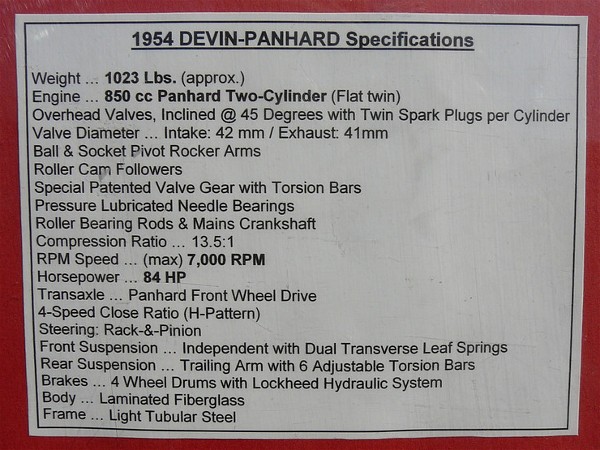 1954 DEVIN-PANHARD Specifications
Weight ... 1023 Lbs. (approx.)
Engine ... 850 cc Panhard Two-Cylinder (Flat twin)
Overhead Valves, Inclined @ 45 Degrees with Twin Spark Plugs per Cylinder
Valve Diameter ... Intake: 42 mm / Exhaust: 41mm
Ball & Socket Pivot Rocker Arms
Roller Cam Followers
Special Patented Valve Gear with Torsion Bars
Pressure Lubricated Needle Bearings
Roller Bearing Rods & Mains Crankshaft
Compression Ratio ... 13.5:1
RPM Speed ... (max) 7,000 RPM
Horsepower ... 84 HP
Transaxle ... Panhard Front Wheel Drive
4-Speed Close Ratio (H-Pattern)
Steering: Rack-&-Pinion
Front Suspension ... Independent with Dual Transverse Leaf Springs
Rear Suspension ... Trailing Arm with 6 Adjustable Torsion Bars
Brakes ... 4 Wheel Drums with Lockheed Hydraulic System
Body ... Laminated Fiberglass
Frame ... Light Tubular Steel